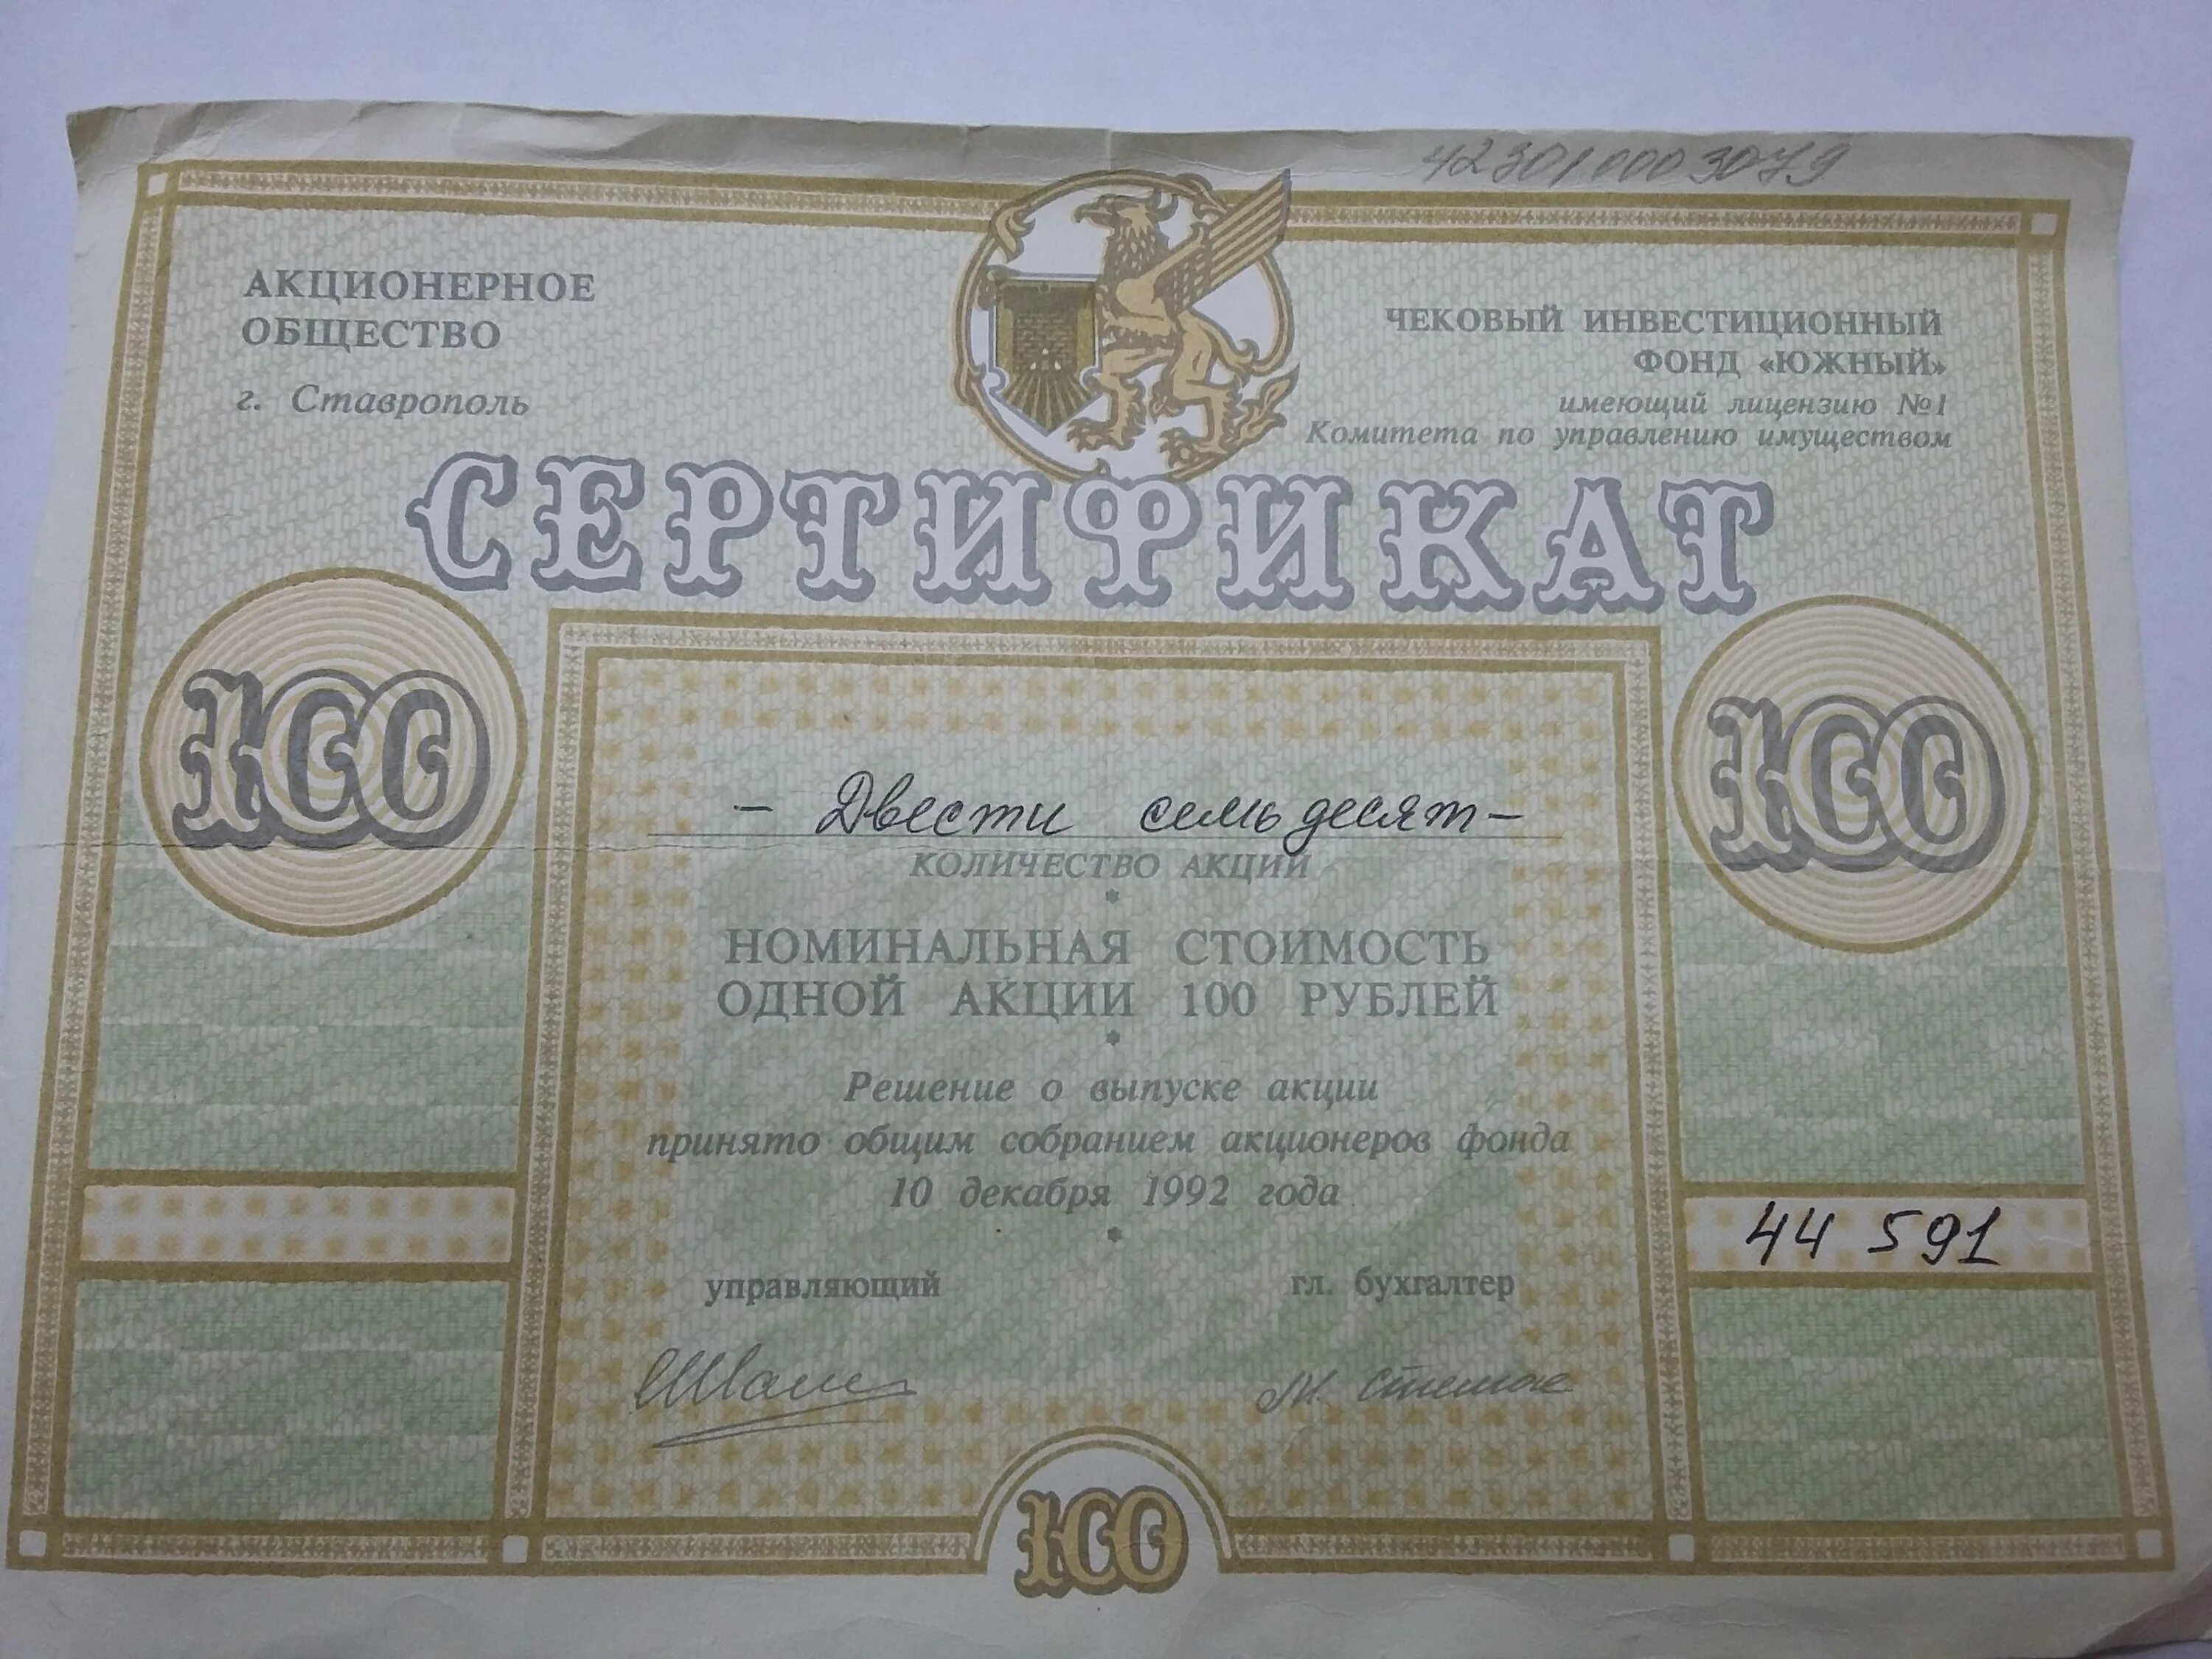 42301000 3079
АКЦИОНЕРНОЕ
ОБЩЕСТВО
г. Ставрополь
ЧЕКОВЫЙ ИНВЕСТИЦИОННЫЙ
ФОНД «ЮЖНЫЙ»
имеющий лицензию №1
Комитета по управлению имуществом
СЕРТИФИКАТ
100
100
– Двести семьдесят –
КОЛИЧЕСТВО АКЦИЙ
НОМИНАЛЬНАЯ СТОИМОСТЬ
ОДНОЙ АКЦИИ 100 РУБЛЕЙ
Решение о выпуске акции
принято общим собранием акционеров фонда
10 декабря 1992 года
44 591
управляющий
гл. бухгалтер
100